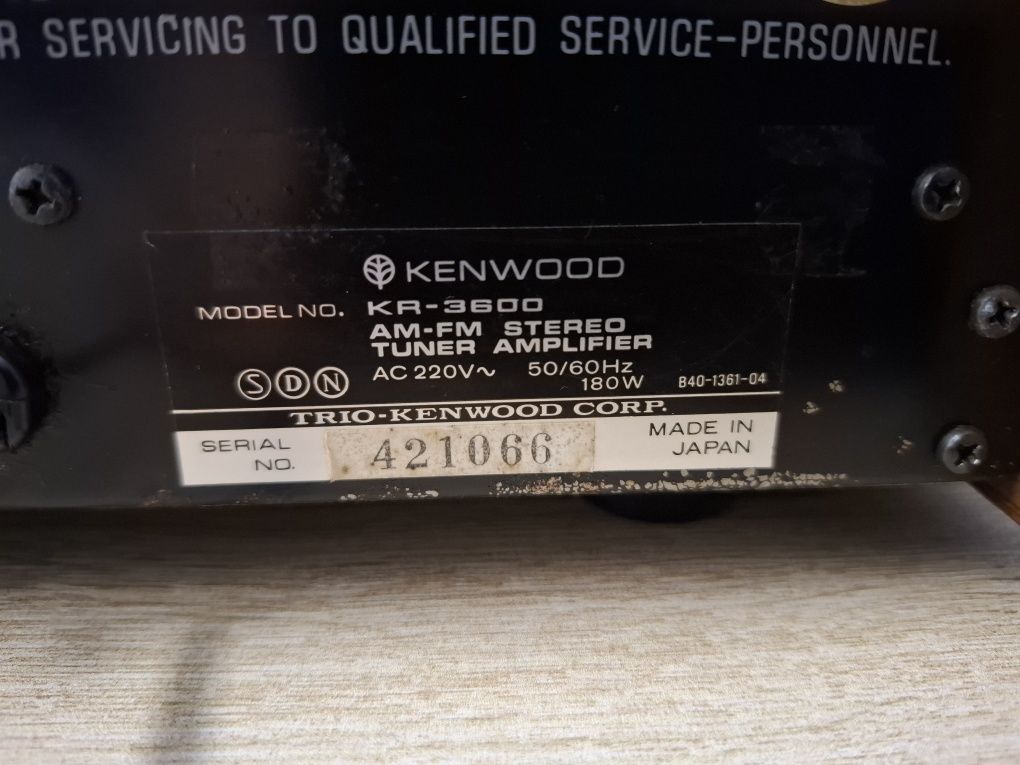 R SERVICING TO QUALIFIED SERVICE-PERSONNEL.
KENWOOD
MODEL NO. KR-3600
AM-FM STEREO
TUNER AMPLIFIER
S D N AC 220V~ 50/60Hz
180W B40-1361-04
TRIO-KENWOOD CORP.
SERIAL NO. 421066
MADE IN JAPAN